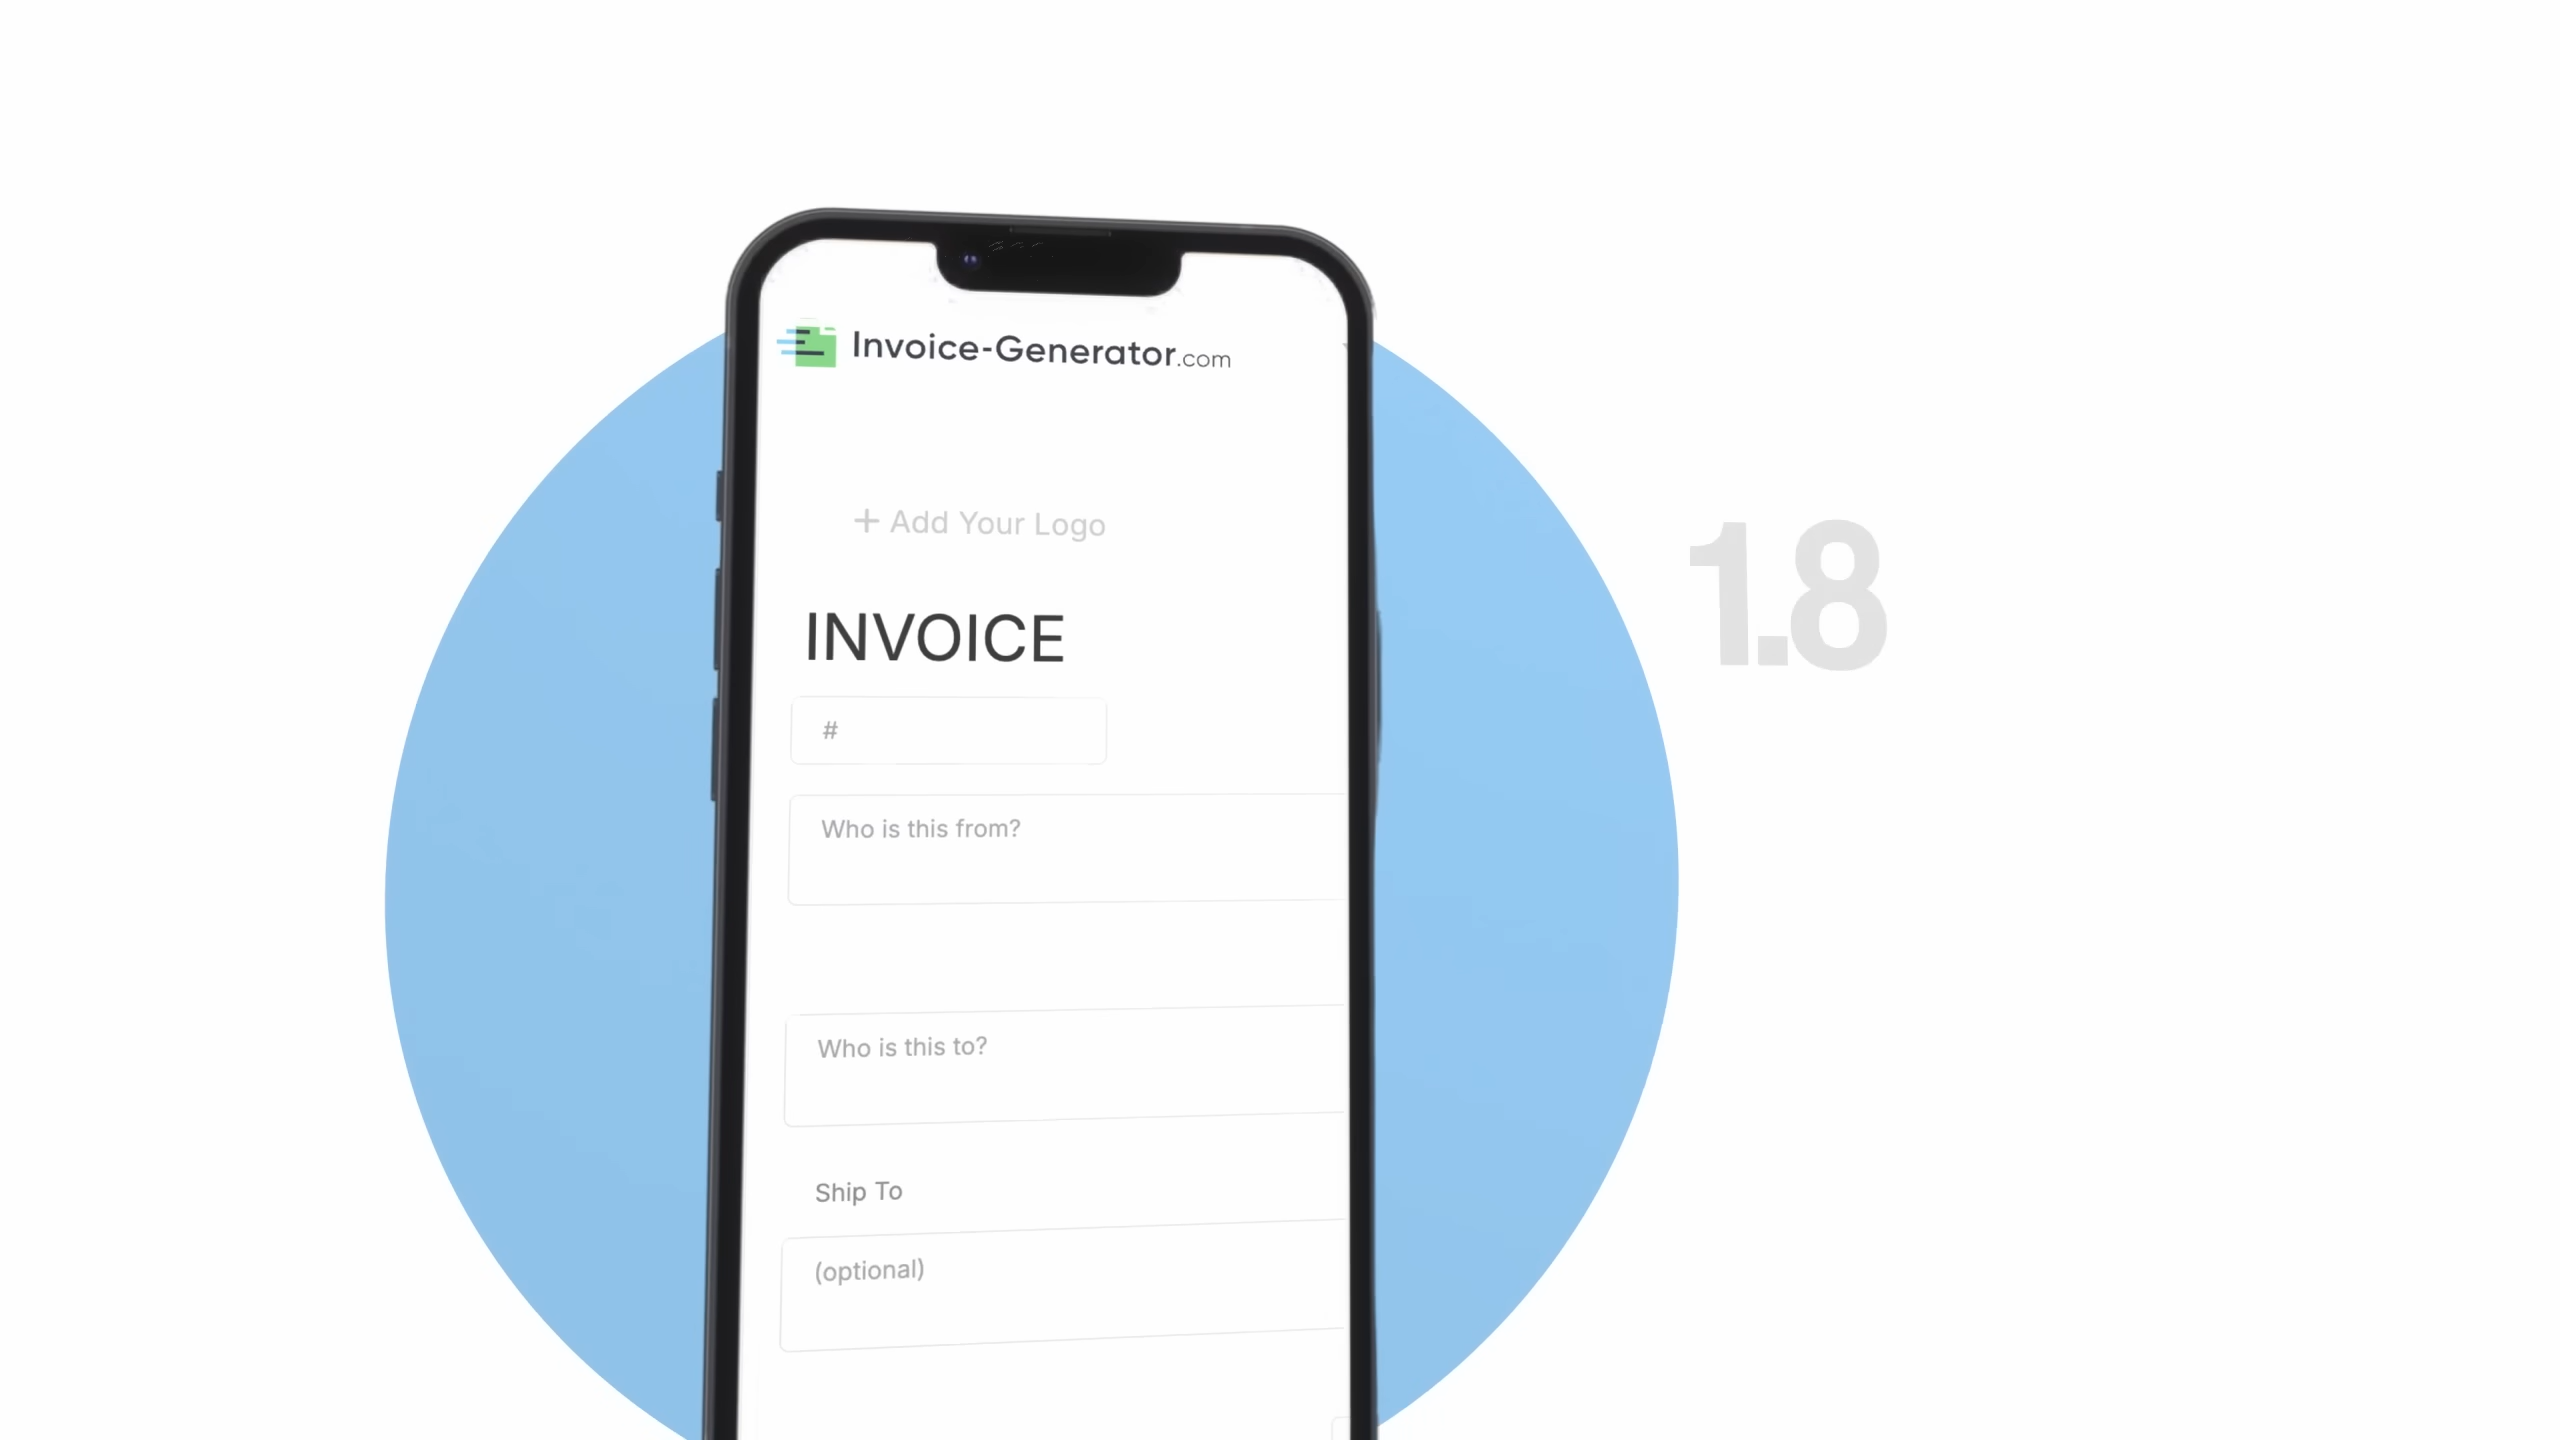 Invoice-Generator.com
+ Add Your Logo
INVOICE
1.8
#
Who is this from?
Who is this to?
Ship To
(optional)